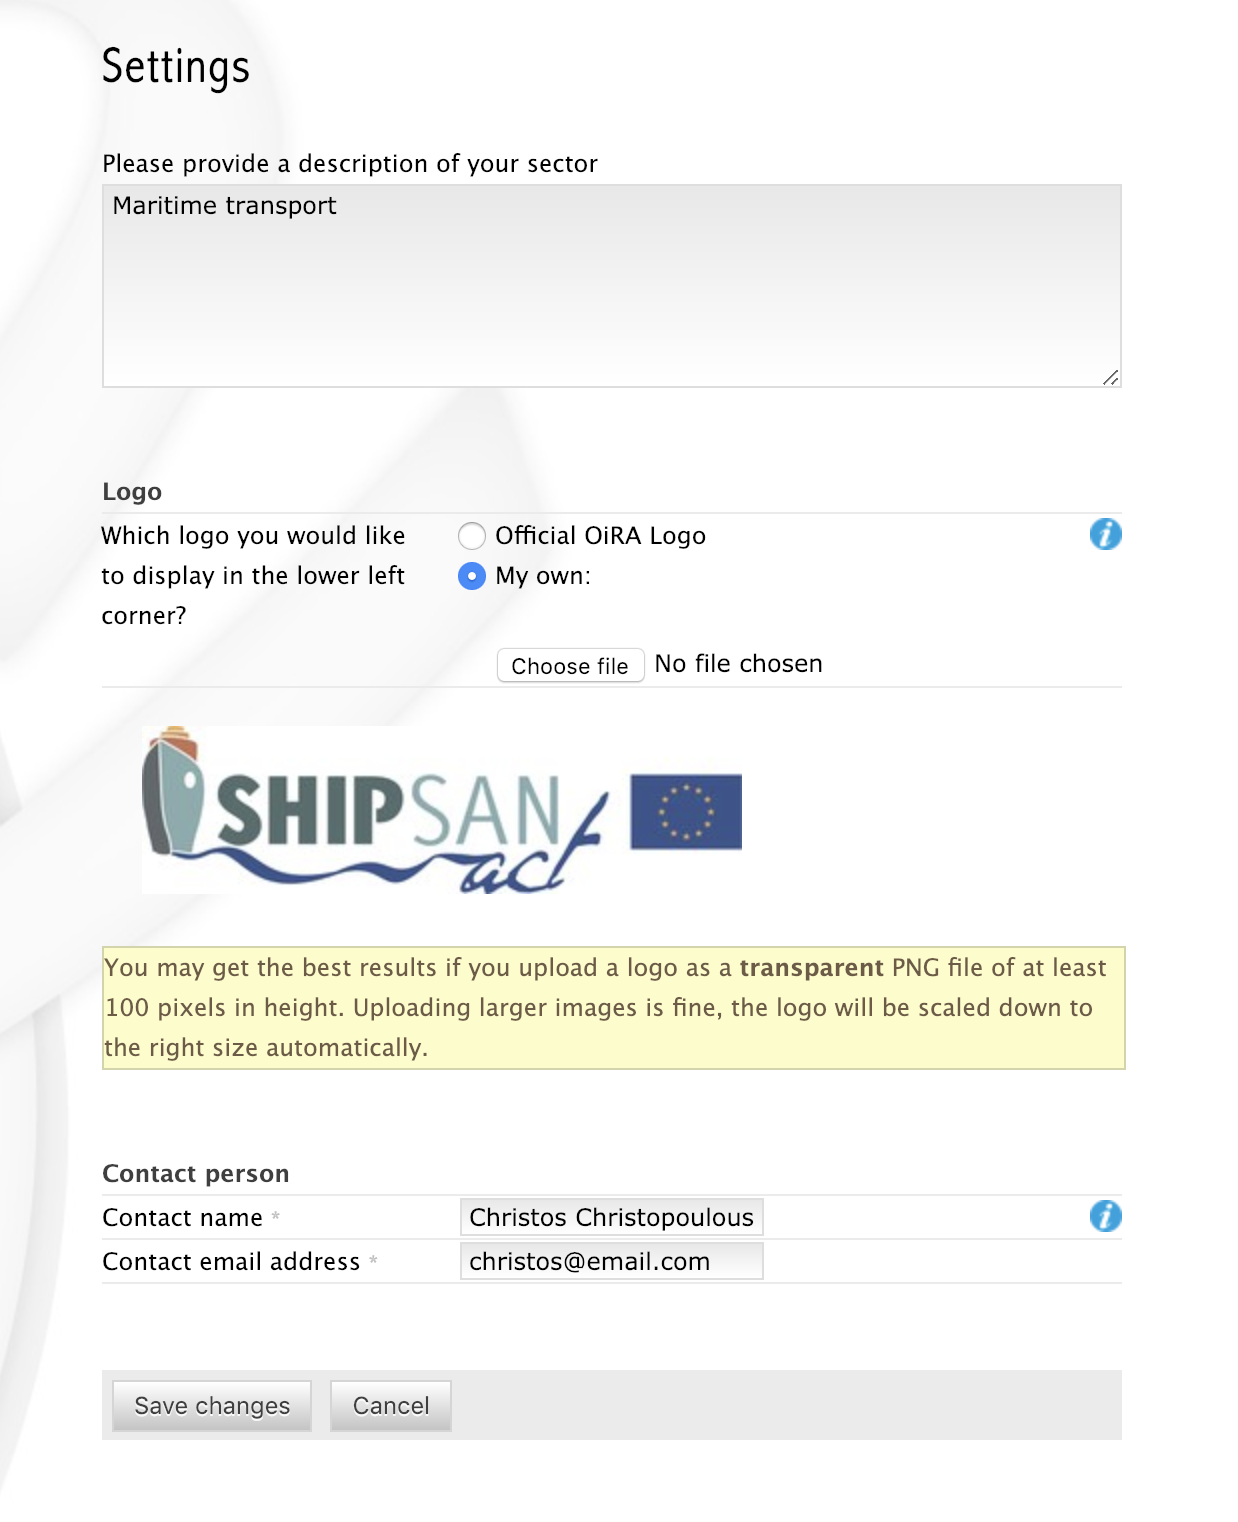 Settings
Please provide a description of your sector
Maritime transport
Logo
Which logo you would like
to display in the lower left
corner?
Official OiRA Logo
My own:
Choose file No file chosen
SHIPSAN
act
You may get the best results if you upload a logo as a transparent PNG file of at least
100 pixels in height. Uploading larger images is fine, the logo will be scaled down to
the right size automatically.
Contact person
Contact name * Christos Christopoulous
Contact email address * christos@email.com
Save changes Cancel